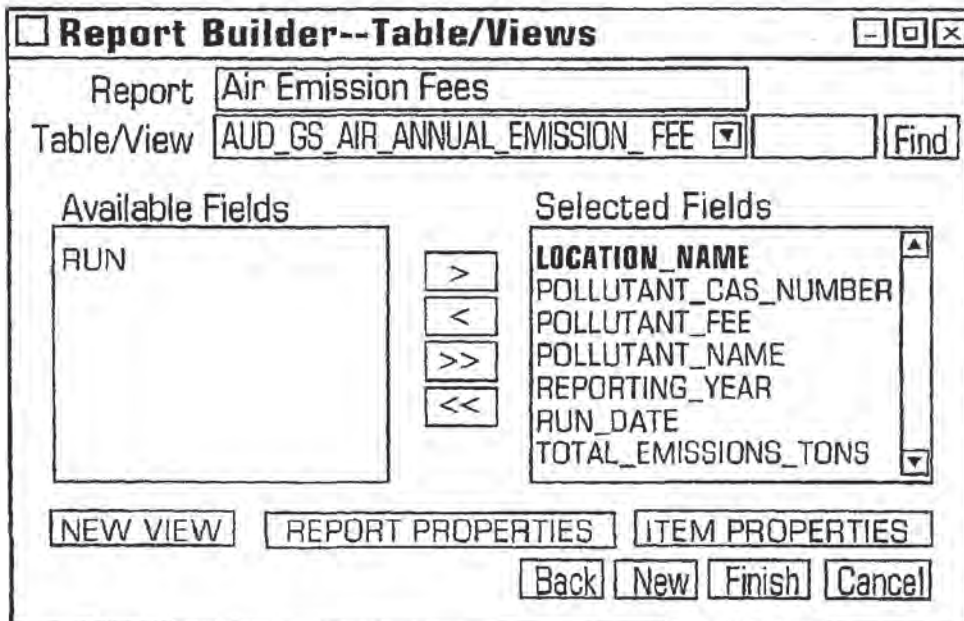 Report Builder--Table/Views
Report Air Emission Fees
Table/View AUD_GS_AIR_ANNUAL_EMISSION_ FEE Find
Available Fields
RUN
>
<
>>
<<
Selected Fields
LOCATION_NAME
POLLUTANT_CAS_NUMBER
POLLUTANT_FEE
POLLUTANT_NAME
REPORTING_YEAR
RUN_DATE
TOTAL_EMISSIONS_TONS
NEW VIEW REPORT PROPERTIES ITEM PROPERTIES
Back New Finish Cancel